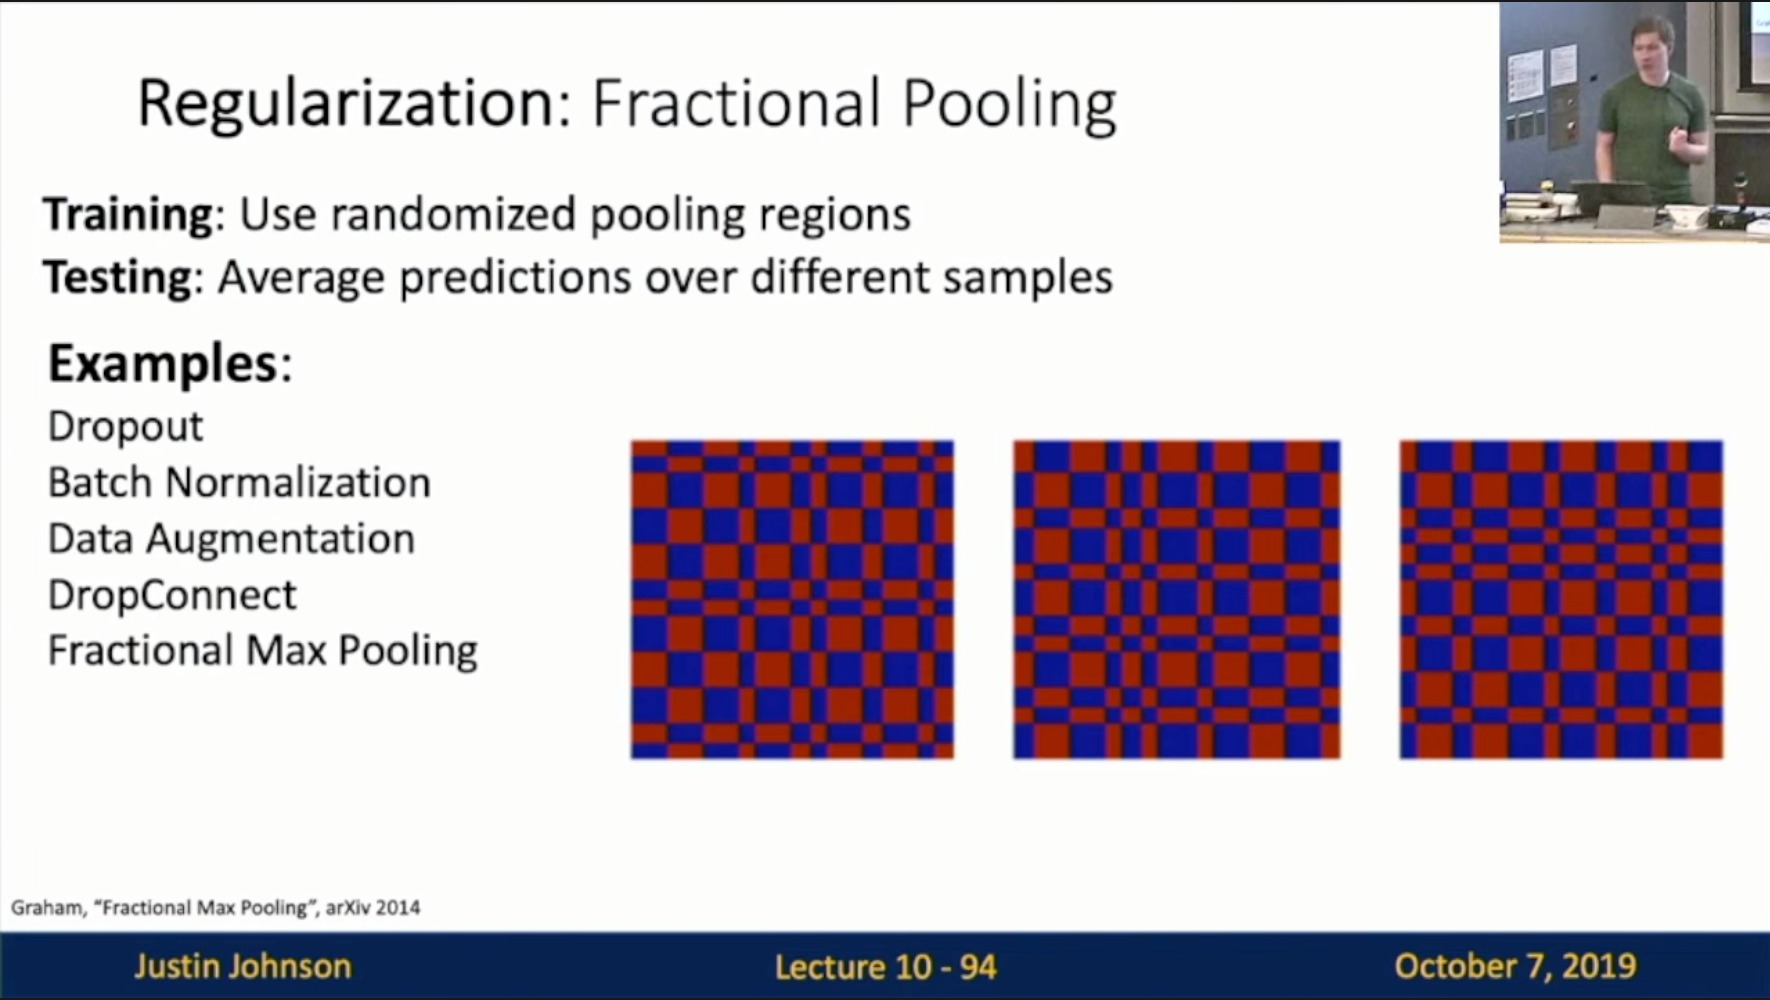 Regularization: Fractional Pooling
Training: Use randomized pooling regions
Testing: Average predictions over different samples
Examples:
Dropout
Batch Normalization
Data Augmentation
DropConnect
Fractional Max Pooling
Graham, “Fractional Max Pooling”, arXiv 2014
Justin Johnson
Lecture 10 - 94
October 7, 2019